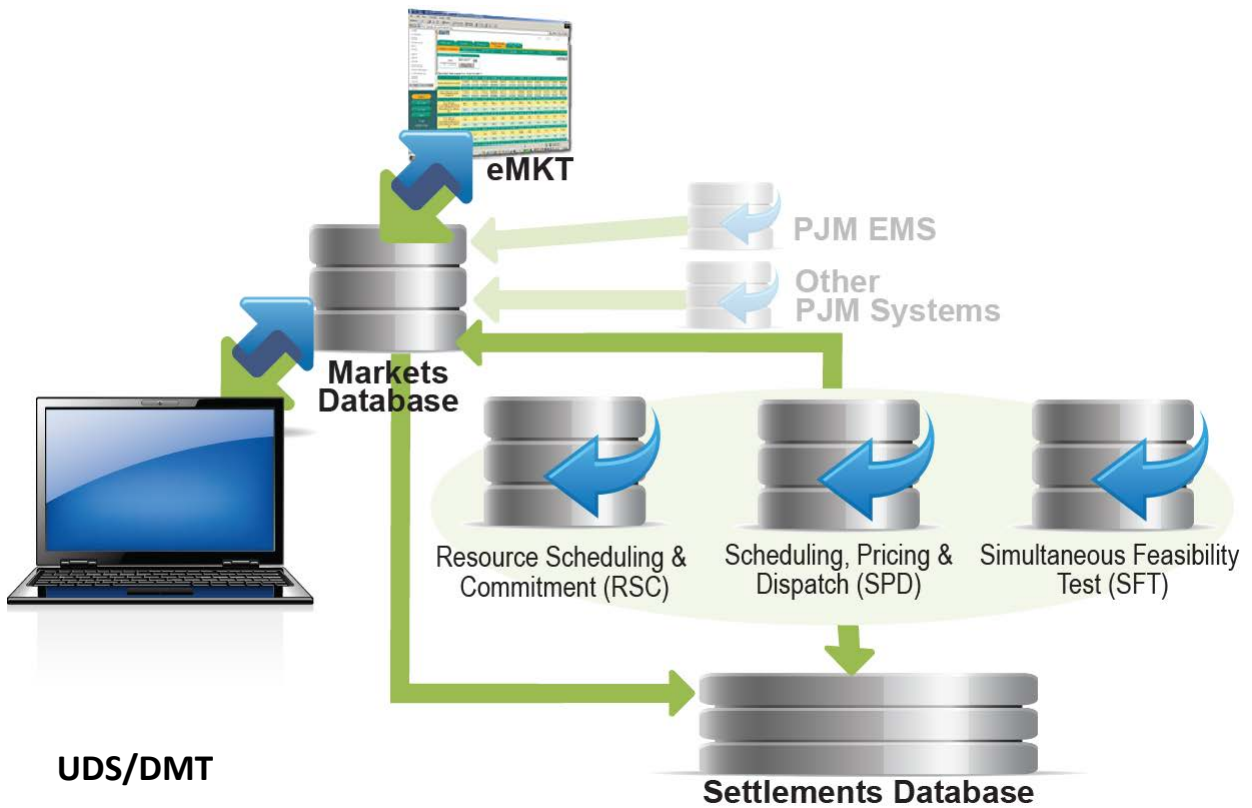 eMKT
PJM EMS
Other
PJM Systems
Markets
Database
Resource Scheduling &
Commitment (RSC)
Scheduling, Pricing &
Dispatch (SPD)
Simultaneous Feasibility
Test (SFT)
UDS/DMT
Settlements Database